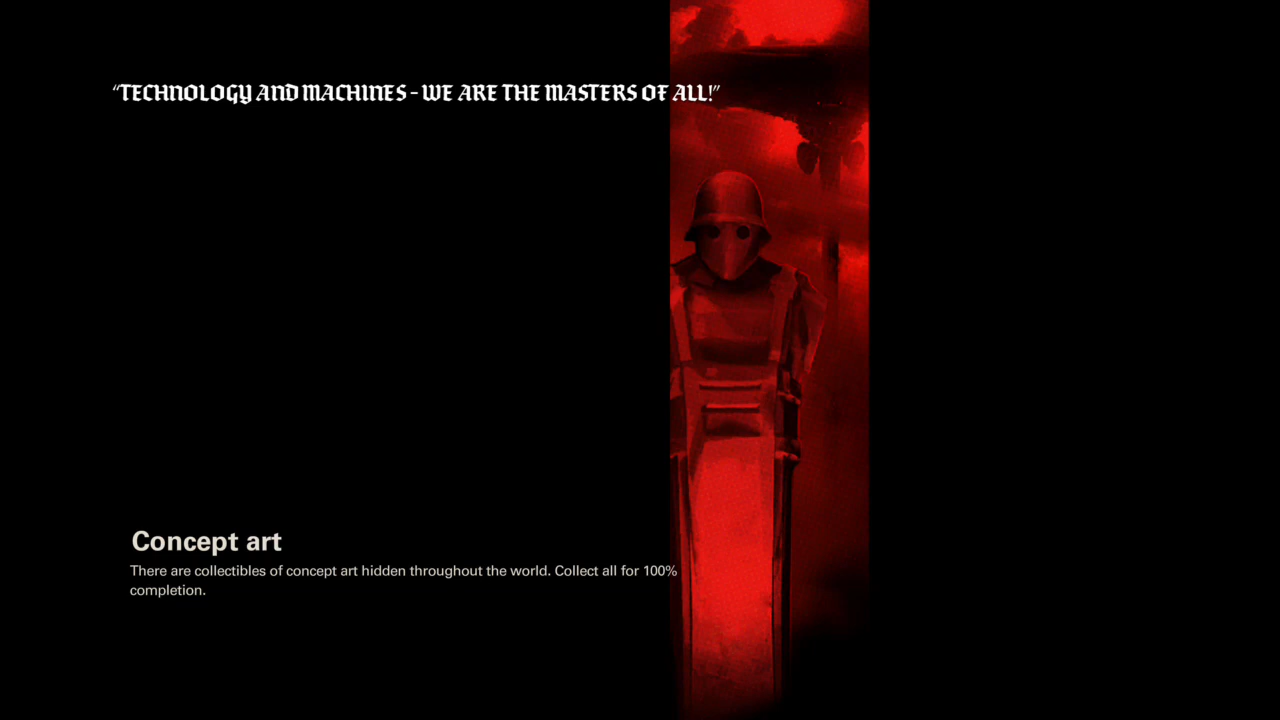 “TECHNOLOGY AND MACHINES - WE ARE THE MASTERS OF ALL!”
Concept art
There are collectibles of concept art hidden throughout the world. Collect all for 100%
completion.